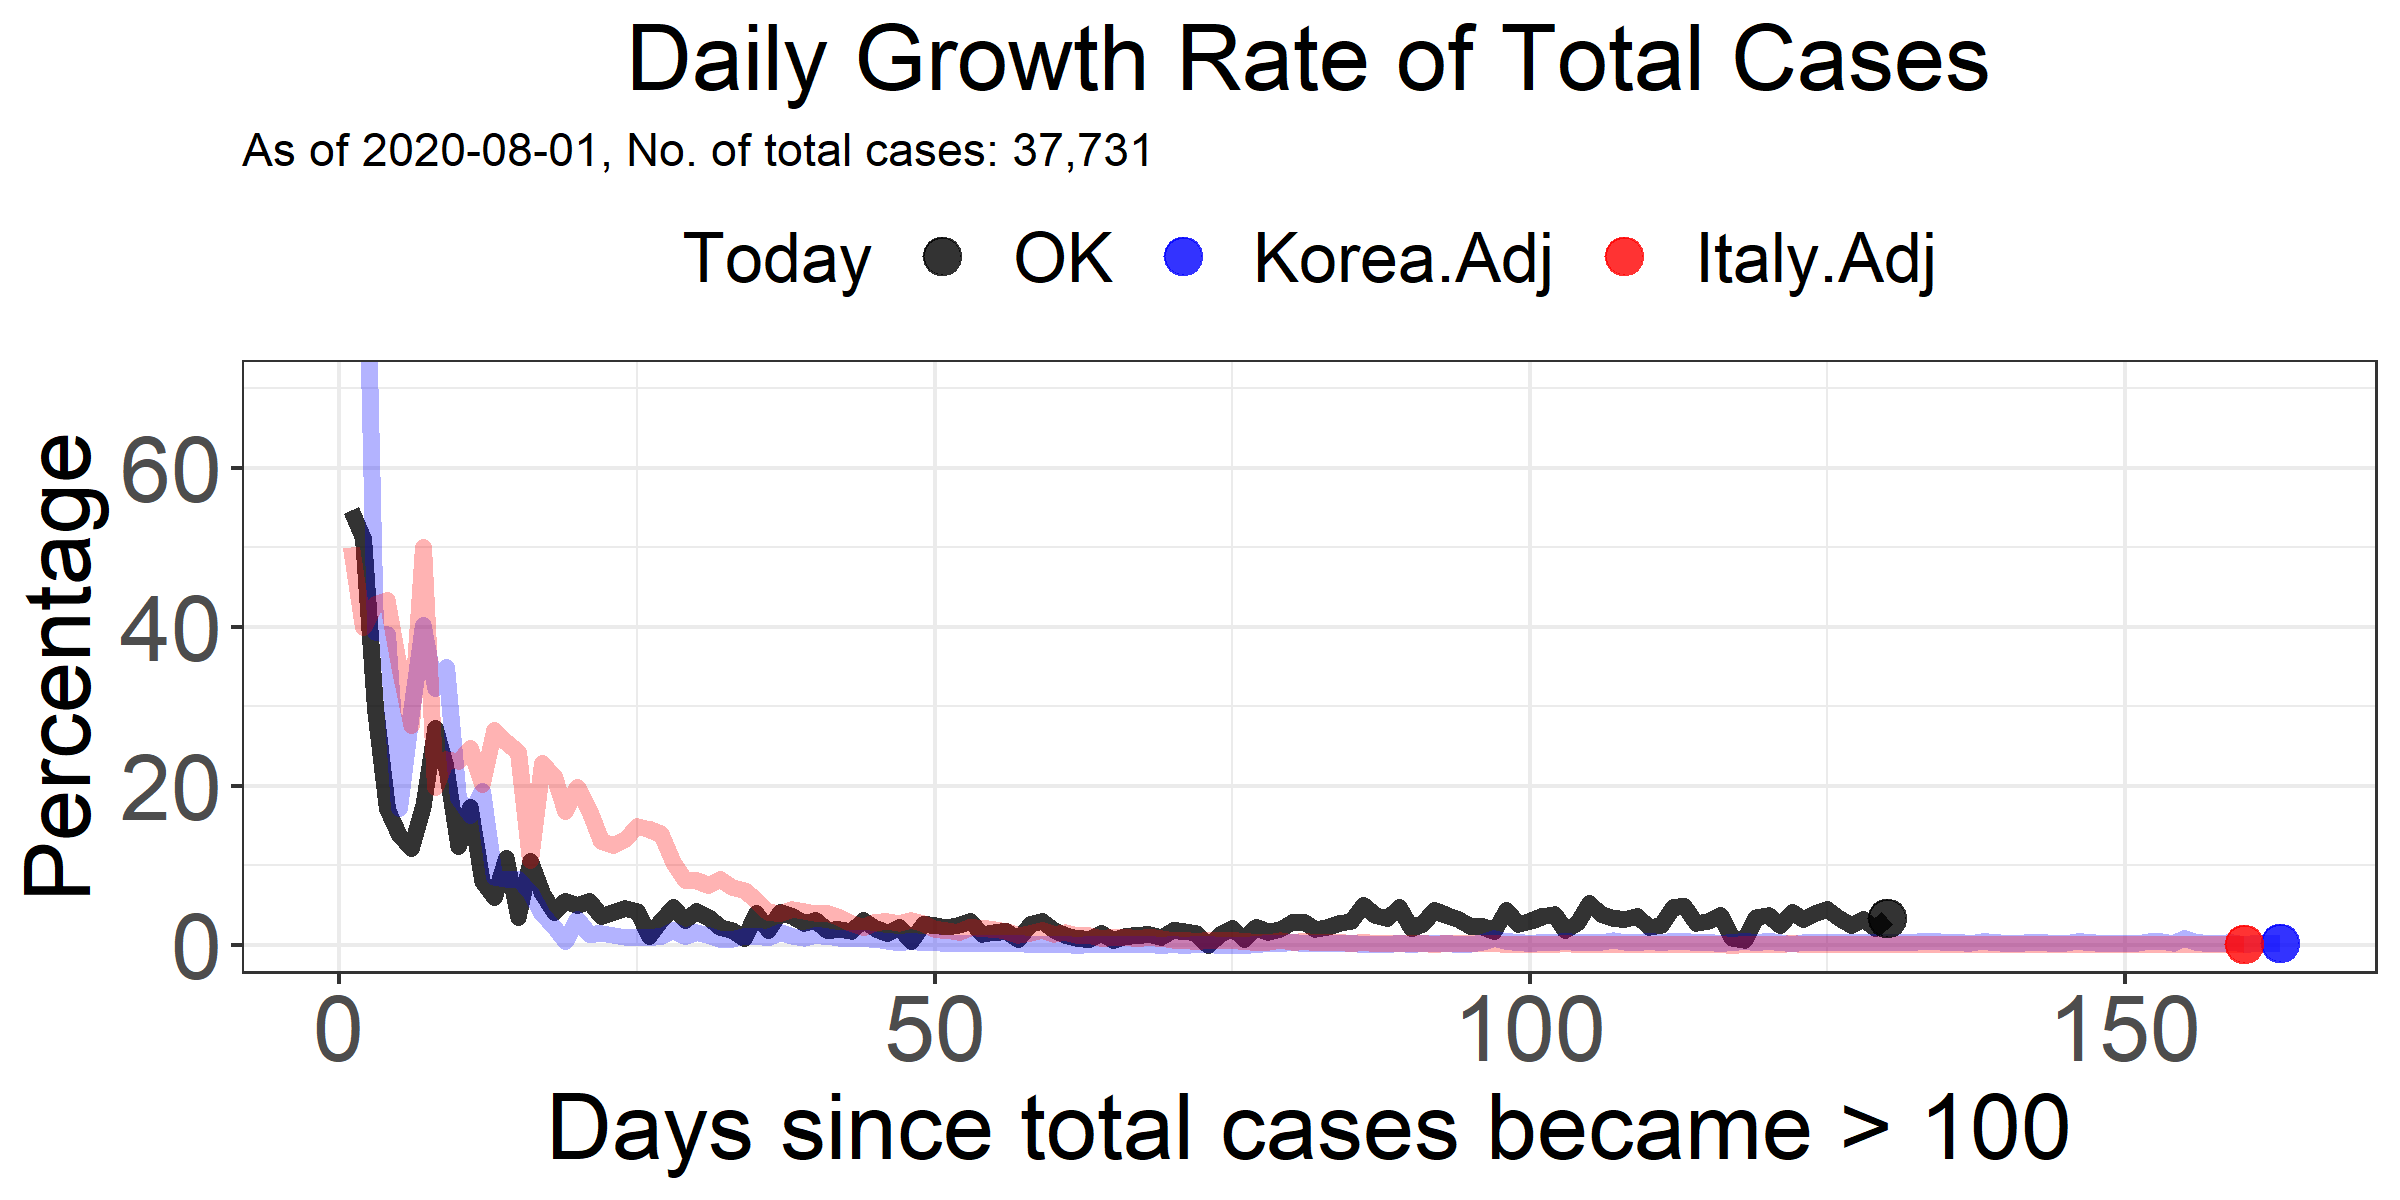 Daily Growth Rate of Total Cases
As of 2020-08-01, No. of total cases: 37,731
Today OK Korea.Adj Italy.Adj
Percentage
60
40
20
0
0 50 100 150
Days since total cases became > 100